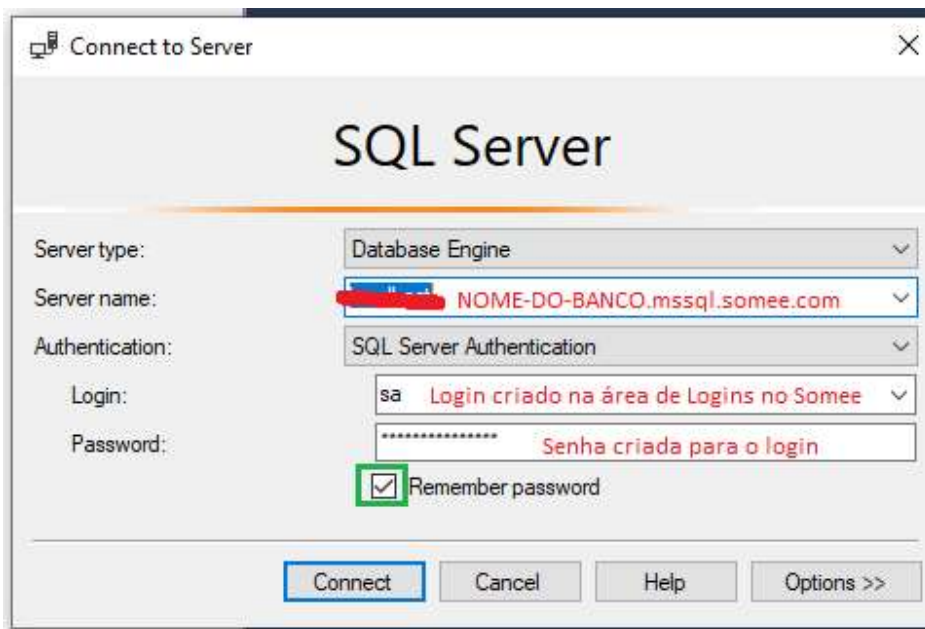 Connect to Server
SQL Server
Server type: Database Engine
Server name: NOME-DO-BANCO.mssql.somee.com
Authentication: SQL Server Authentication
Login: sa Login criado na área de Logins no Somee
Password: *************** Senha criada para o login
Remember password
Connect Cancel Help Options >>